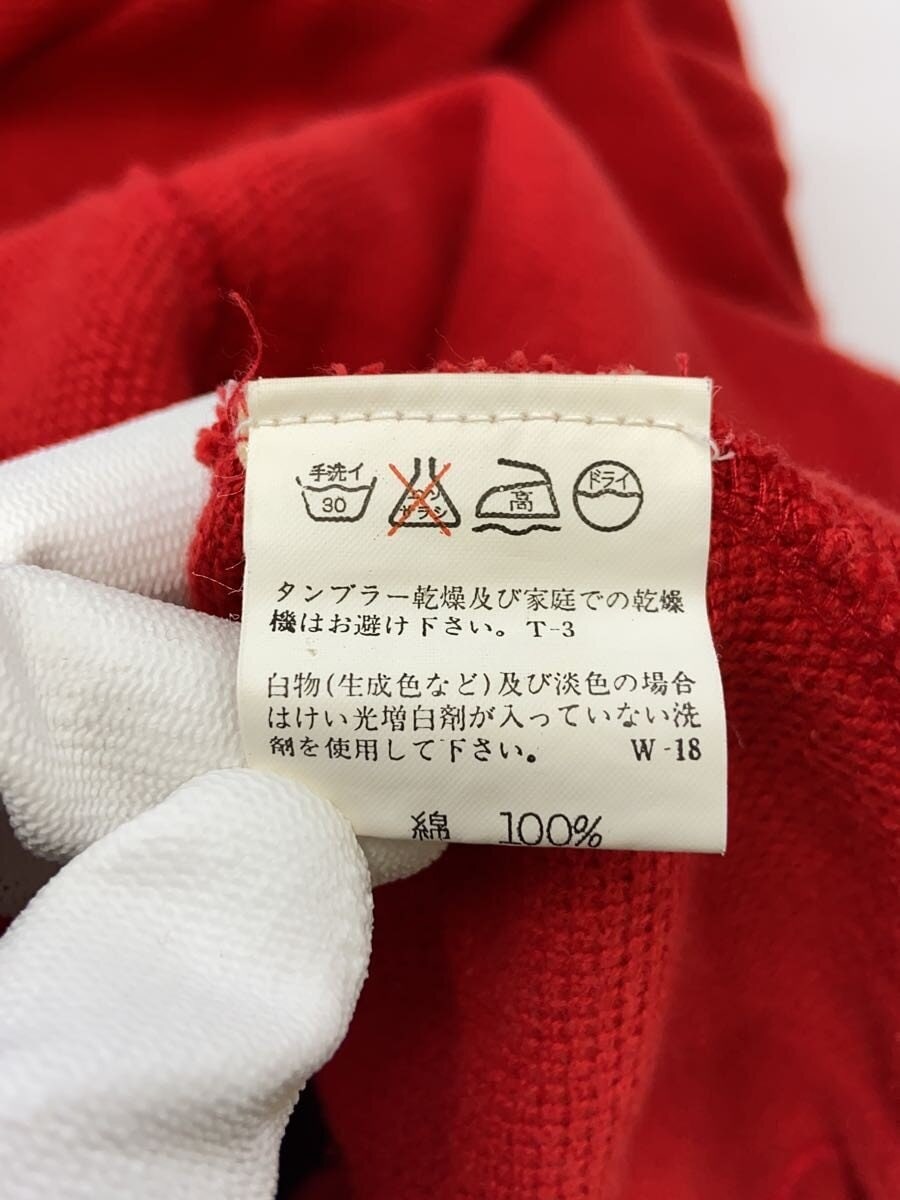 手洗イ
30
エンソ
サラシ
高
ドライ
タンブラー乾燥及び家庭での乾燥
機はお避け下さい。T-3
白物(生成色など)及び淡色の場合
はけい光増白剤が入っていない洗
剤を使用して下さい。 W-18
綿 100%